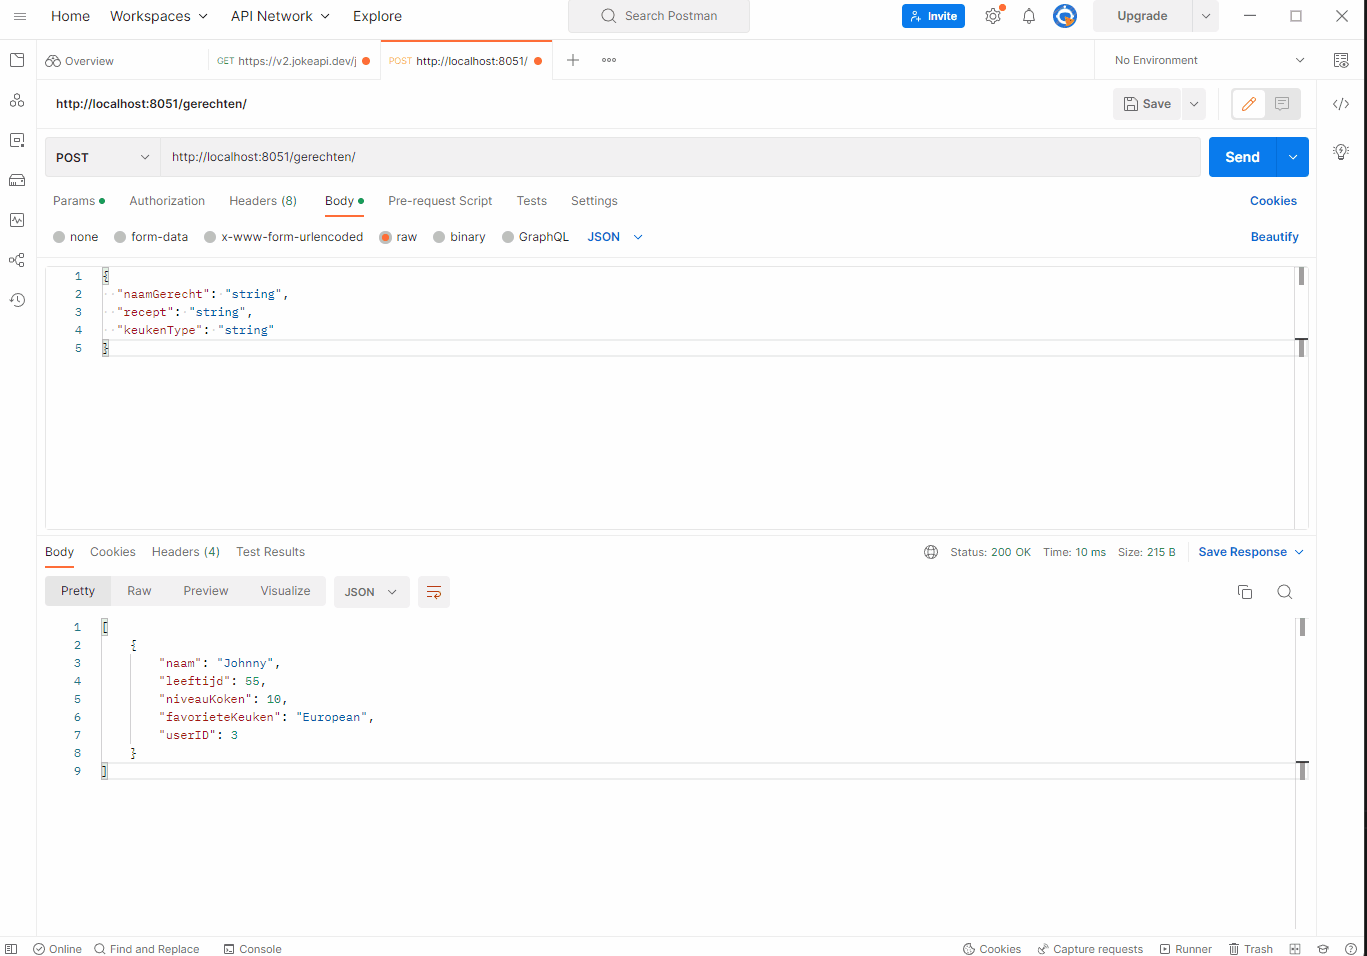 Home Workspaces API Network Explore Search Postman Invite Upgrade
Overview GET https://v2.jokeapi.dev/j POST http://localhost:8051/ No Environment
http://localhost:8051/gerechten/ Save
POST http://localhost:8051/gerechten/ Send
Params Authorization Headers (8) Body Pre-request Script Tests Settings Cookies
none form-data x-www-form-urlencoded raw binary GraphQL JSON Beautify
1 {
2 "naamGerecht": "string",
3 "recept": "string",
4 "keukenType": "string"
5 }
Body Cookies Headers (4) Test Results Status: 200 OK Time: 10 ms Size: 215 B Save Response
Pretty Raw Preview Visualize JSON
1 [
2 {
3 "naam": "Johnny",
4 "leeftijd": 55,
5 "niveauKoken": 10,
6 "favorieteKeuken": "European",
7 "userID": 3
8 }
9 ]
Online Find and Replace Console Cookies Capture requests Runner Trash